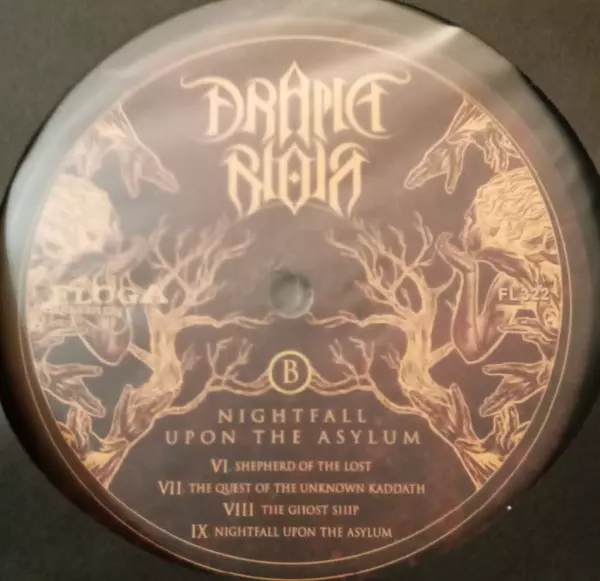 DRAMA
NOIR
FLOGA
FL322
B
NIGHTFALL
UPON THE ASYLUM
VI SHEPHERD OF THE LOST
VII THE QUEST OF THE UNKNOWN KADDATH
VIII THE GHOST SHIP
IX NIGHTFALL UPON THE ASYLUM